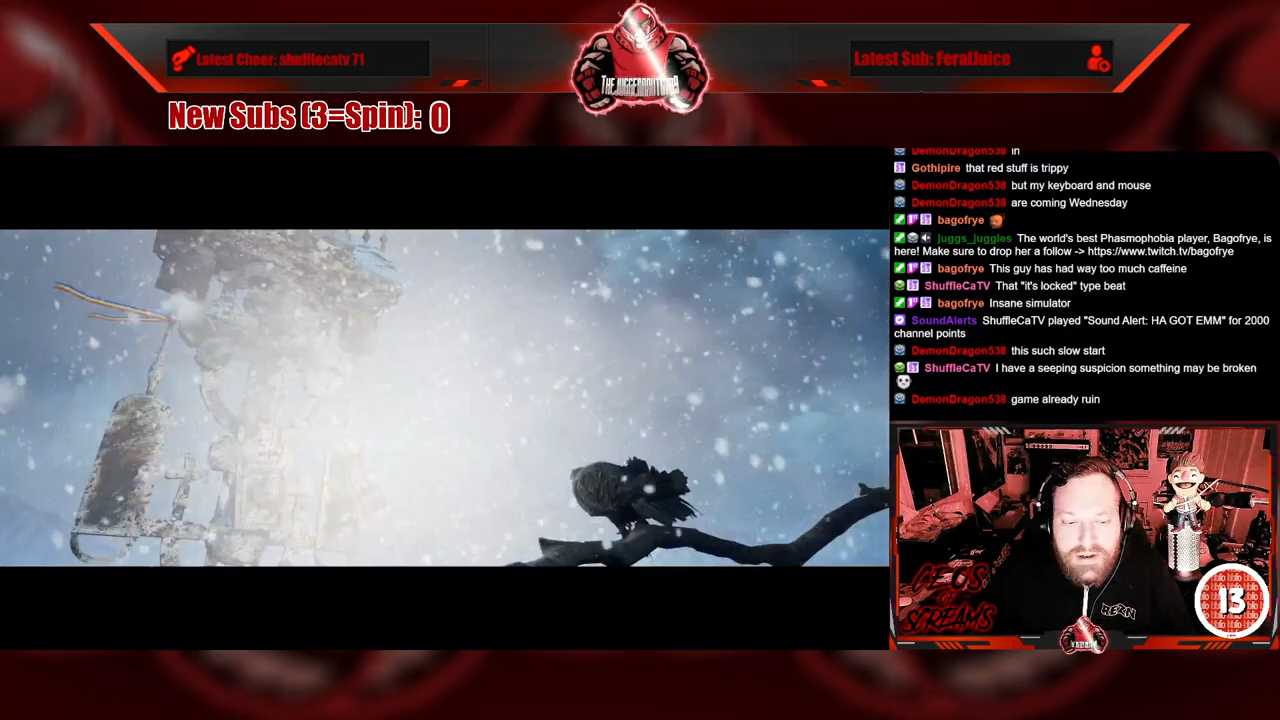 Latest Cheer: shufflecatv 71
Latest Sub: FeralJuice
New Subs (3=Spin): 0
DemonDragon538 in
Gothipire that red stuff is trippy
DemonDragon538 but my keyboard and mouse
DemonDragon538 are coming Wednesday
bagofrye
juggs_juggles The world's best Phasmophobia player, Bagofrye, is
here! Make sure to drop her a follow -> https://www.twitch.tv/bagofrye
bagofrye This guy has had way too much caffeine
ShuffleCaTV That "it's locked" type beat
bagofrye Insane simulator
SoundAlerts ShuffleCaTV played "Sound Alert: HA GOT EMM" for 2000
channel points
DemonDragon538 this such slow start
ShuffleCaTV I have a seeping suspicion something may be broken
DemonDragon538 game already ruin
REZN
13